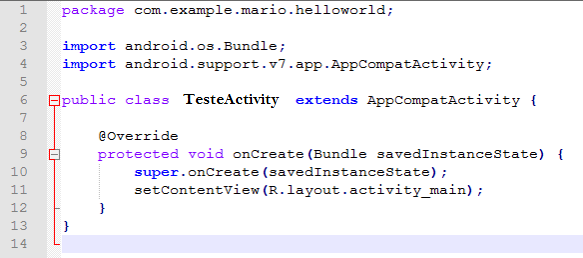 1 package com.example.mario.helloworld;
2
3 import android.os.Bundle;
4 import android.support.v7.app.AppCompatActivity;
5
6 public class TesteActivity extends AppCompatActivity {
7
8 @Override
9 protected void onCreate(Bundle savedInstanceState) {
10 super.onCreate(savedInstanceState);
11 setContentView(R.layout.activity_main);
12 }
13 }
14